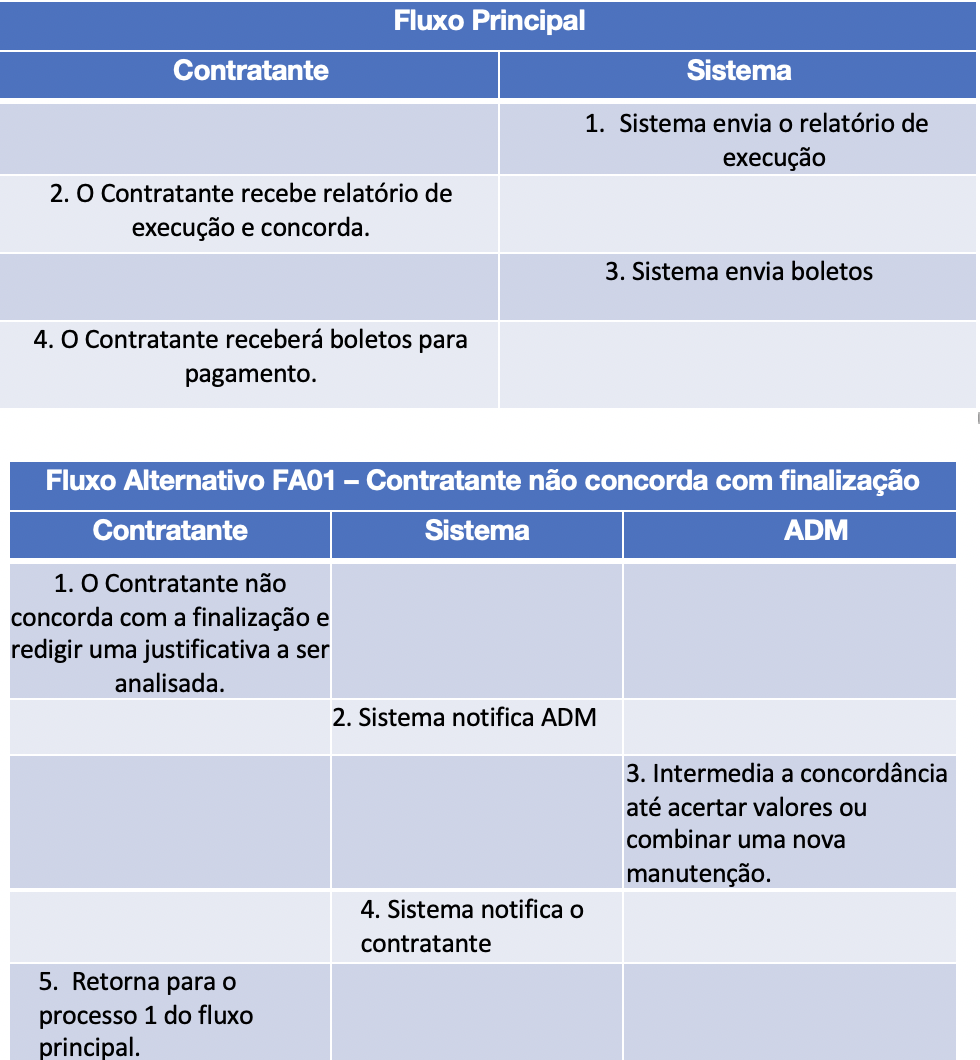 Fluxo Principal
Contratante Sistema
1. Sistema envia o relatório de
execução
2. O Contratante recebe relatório de
execução e concorda.
3. Sistema envia boletos
4. O Contratante receberá boletos para
pagamento.
Fluxo Alternativo FA01 – Contratante não concorda com finalização
Contratante Sistema ADM
1. O Contratante não
concorda com a finalização e
redigir uma justificativa a ser
analisada.
2. Sistema notifica ADM
3. Intermedia a concordância
até acertar valores ou
combinar uma nova
manutenção.
4. Sistema notifica o
contratante
5. Retorna para o
processo 1 do fluxo
principal.